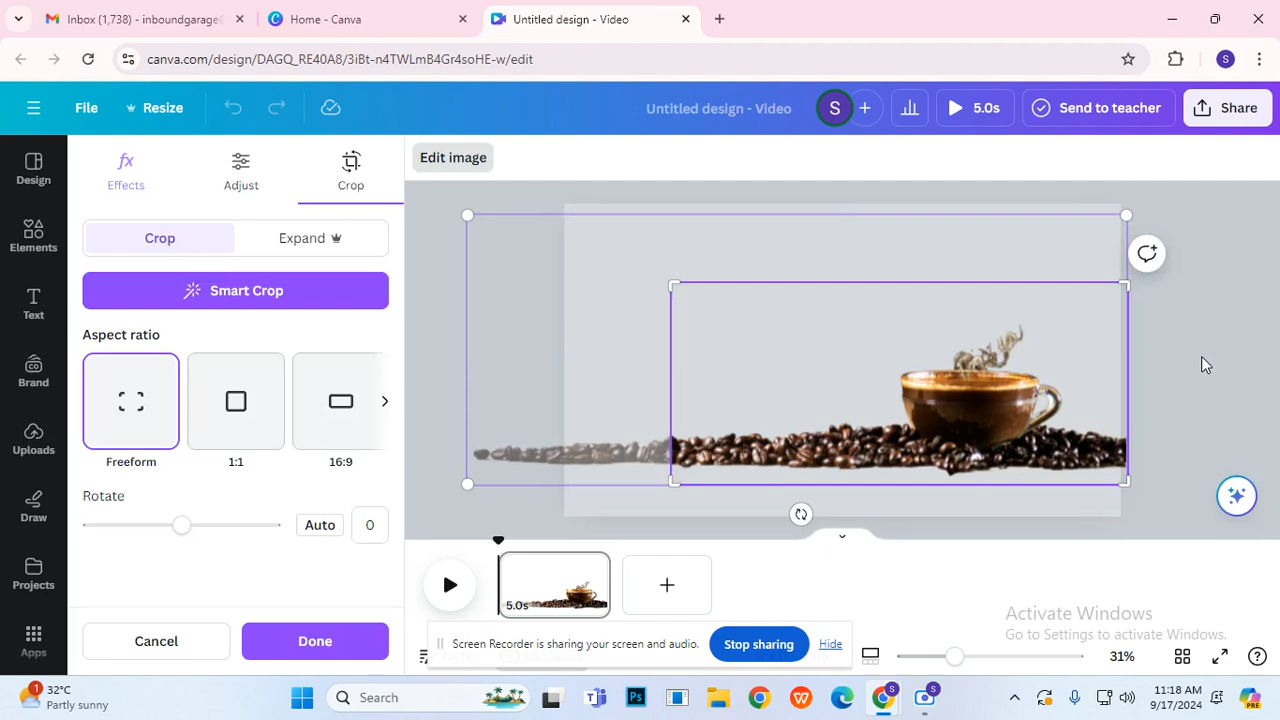 Inbox (1,738) - inboundgarage@
Home - Canva
Untitled design - Video
canva.com/design/DAGQ_RE40A8/3iBt-n4TWLmB4Gr4soHE-w/edit
S
File
Resize
Untitled design - Video
S
5.0s
Send to teacher
Share
Design
Elements
Text
Brand
Uploads
Draw
Projects
Apps
fx
Effects
Adjust
Crop
Edit image
Crop
Expand
Smart Crop
Aspect ratio
Freeform
1:1
16:9
Rotate
Auto
0
Cancel
Done
5.0s
Screen Recorder is sharing your screen and audio.
Stop sharing
Hide
Activate Windows
Go to Settings to activate Windows.
31%
1
32°C
Partly sunny
Search
Ps
S
S
11:18 AM
9/17/2024
PRE